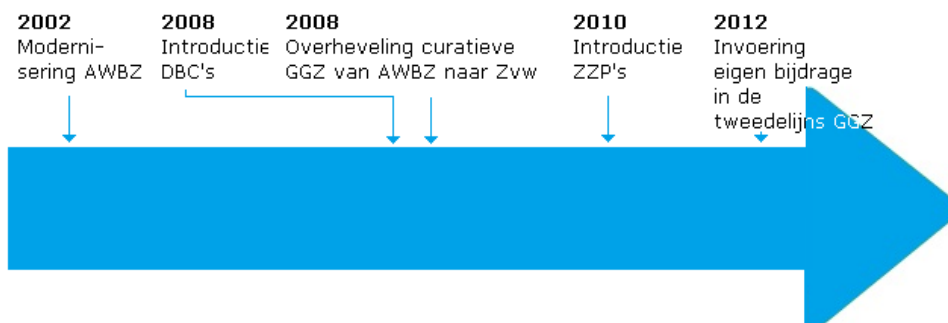 2002
Moderni-
sering AWBZ
2008
Introductie
DBC's
2008
Overheveling curatieve
GGZ van AWBZ naar Zvw
2010
Introductie
ZZP's
2012
Invoering
eigen bijdrage
in de
tweedelijns GGZ